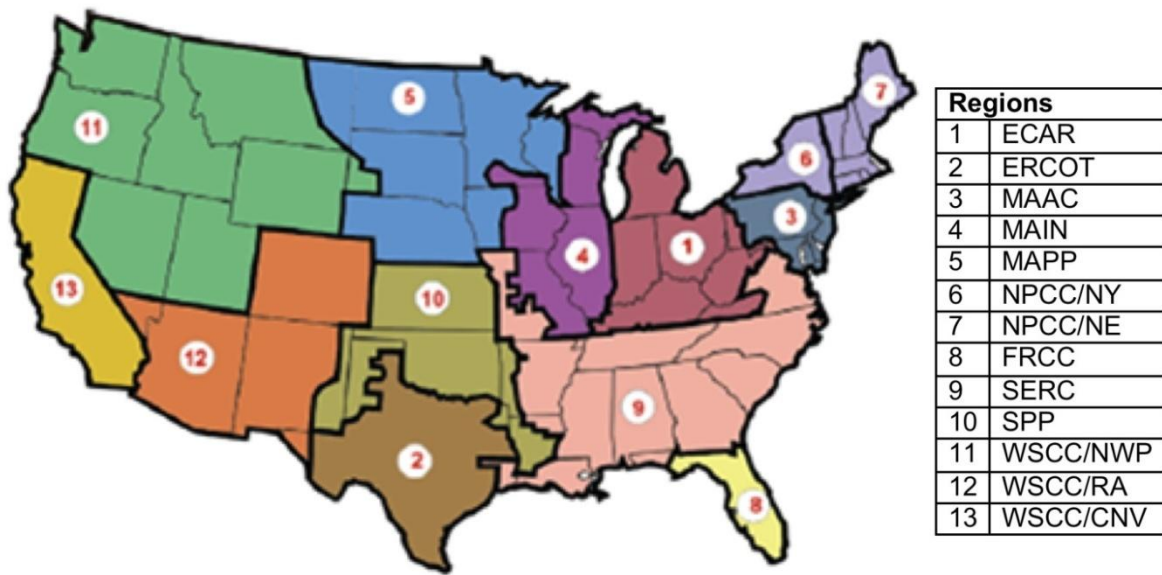 5
7
11
6
3
1
4
13
10
12
9
2
8
Regions
1 ECAR
2 ERCOT
3 MAAC
4 MAIN
5 MAPP
6 NPCC/NY
7 NPCC/NE
8 FRCC
9 SERC
10 SPP
11 WSCC/NWP
12 WSCC/RA
13 WSCC/CNV